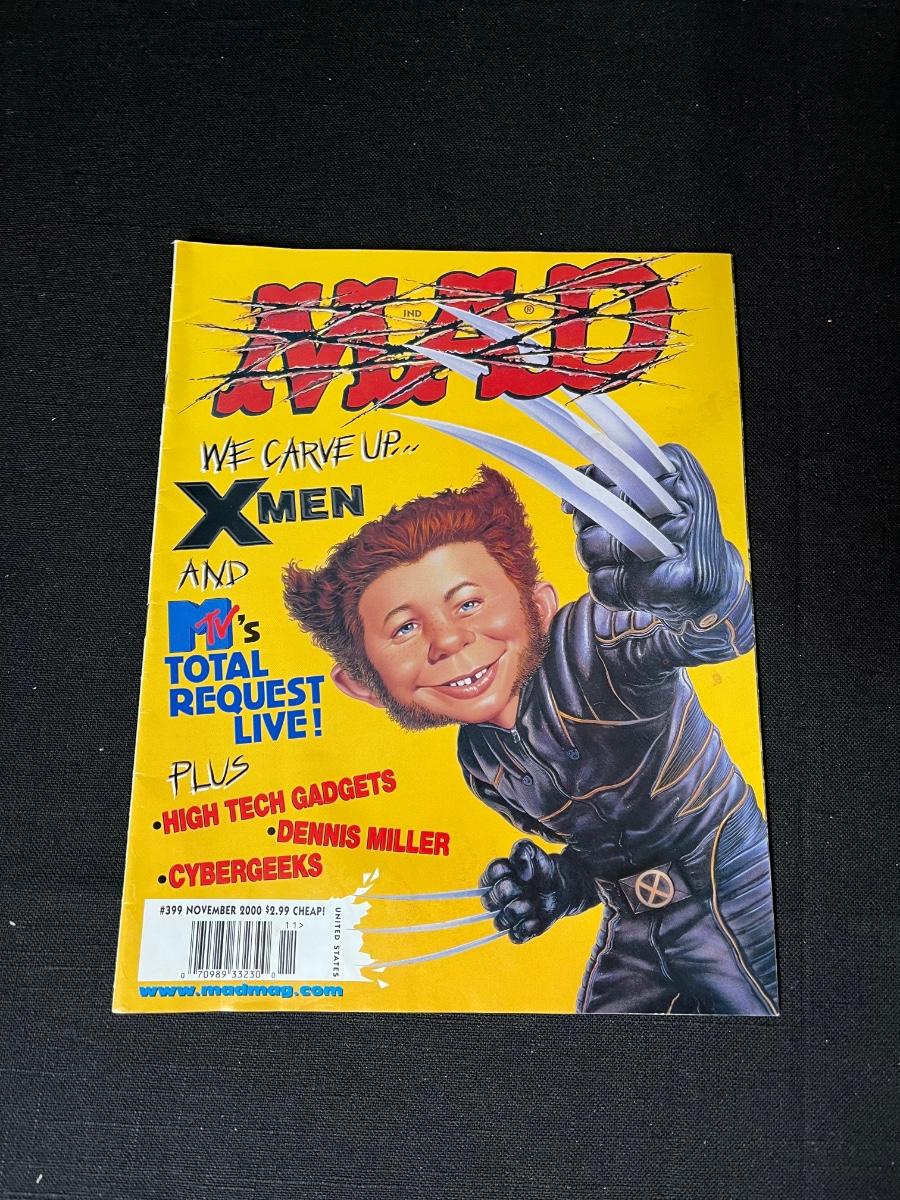 MAD
IND
®
WE CARVE UP...
X-MEN
AND
MTV's
TOTAL
REQUEST
LIVE!
PLUS
•HIGH TECH GADGETS
•DENNIS MILLER
•CYBERGEEKS
#399 NOVEMBER 2000 $2.99 CHEAP!
11>
UNITED STATES
0 70989 33230 0
www.madmag.com